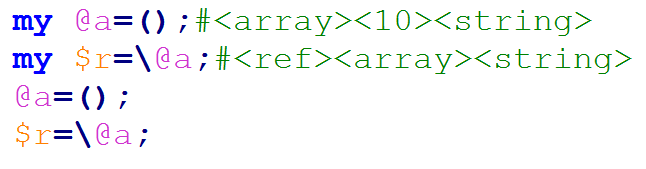 my @a=();#<array><10><string>
my $r=\@a;#<ref><array><string>
@a=();
$r=\@a;